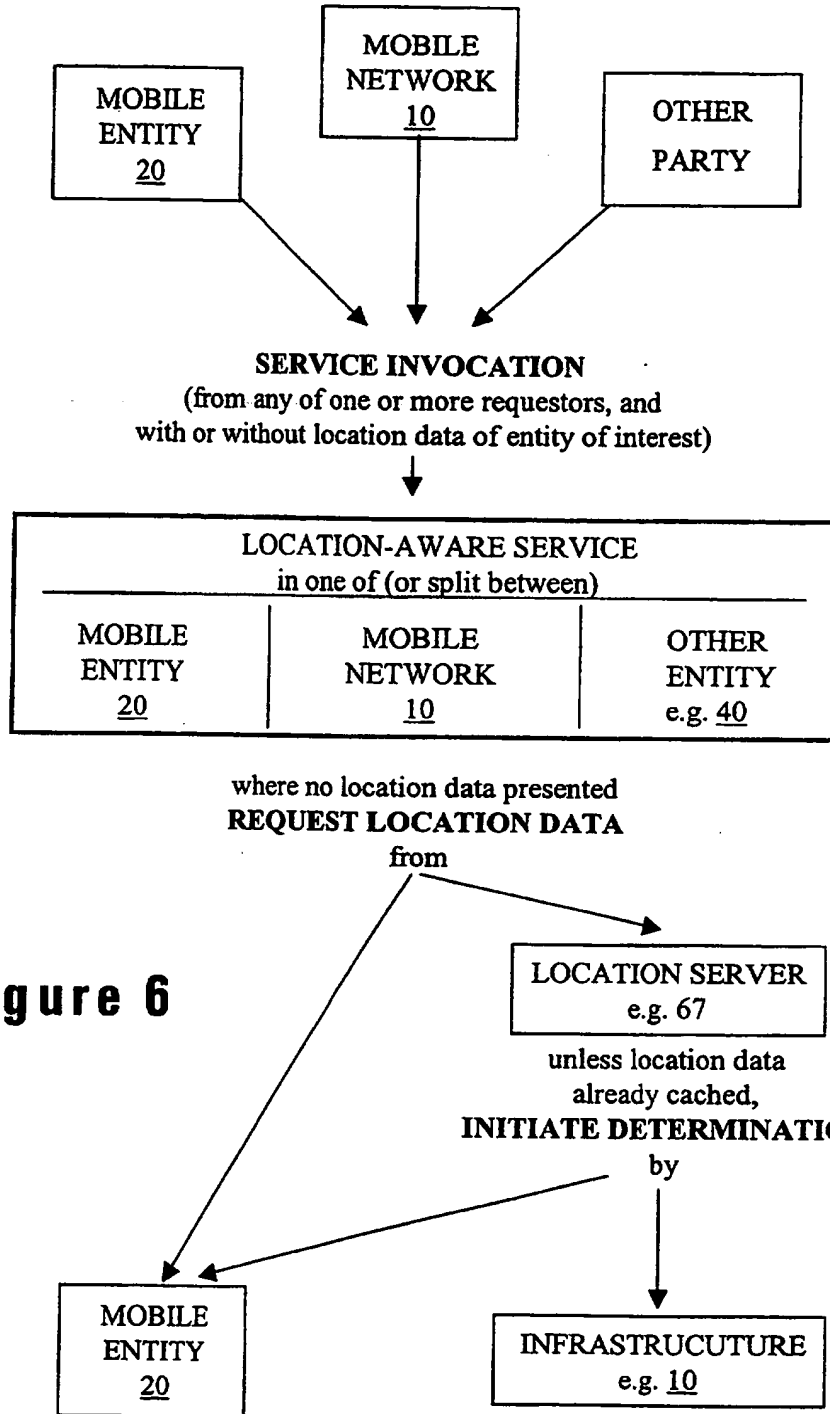 MOBILE
ENTITY
20
MOBILE
NETWORK
10
OTHER
PARTY
SERVICE INVOCATION
(from any of one or more requestors, and
with or without location data of entity of interest)
LOCATION-AWARE SERVICE
in one of (or split between)
MOBILE
ENTITY
20
MOBILE
NETWORK
10
OTHER
ENTITY
e.g. 40
where no location data presented
REQUEST LOCATION DATA
from
gure 6
LOCATION SERVER
e.g. 67
unless location data
already cached,
INITIATE DETERMINATIO
by
MOBILE
ENTITY
20
INFRASTRUCUTURE
e.g. 10